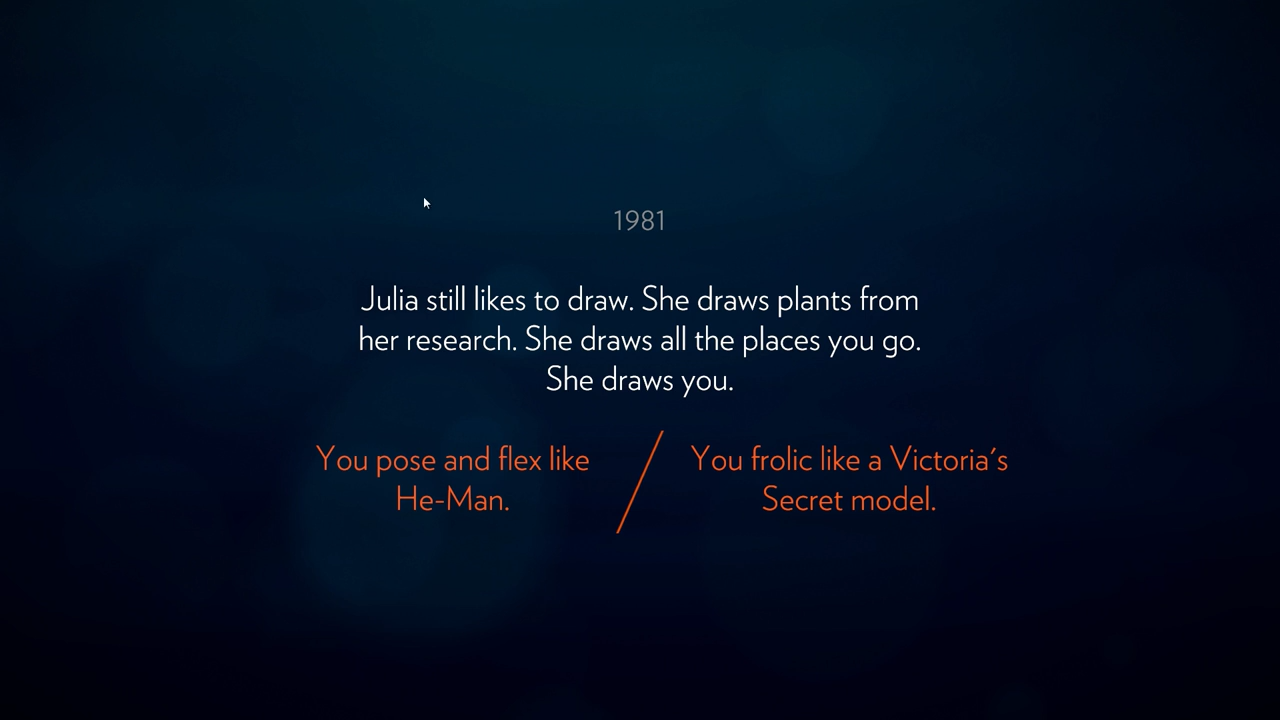 1981
Julia still likes to draw. She draws plants from
her research. She draws all the places you go.
She draws you.
You pose and flex like
He-Man.
You frolic like a Victoria's
Secret model.